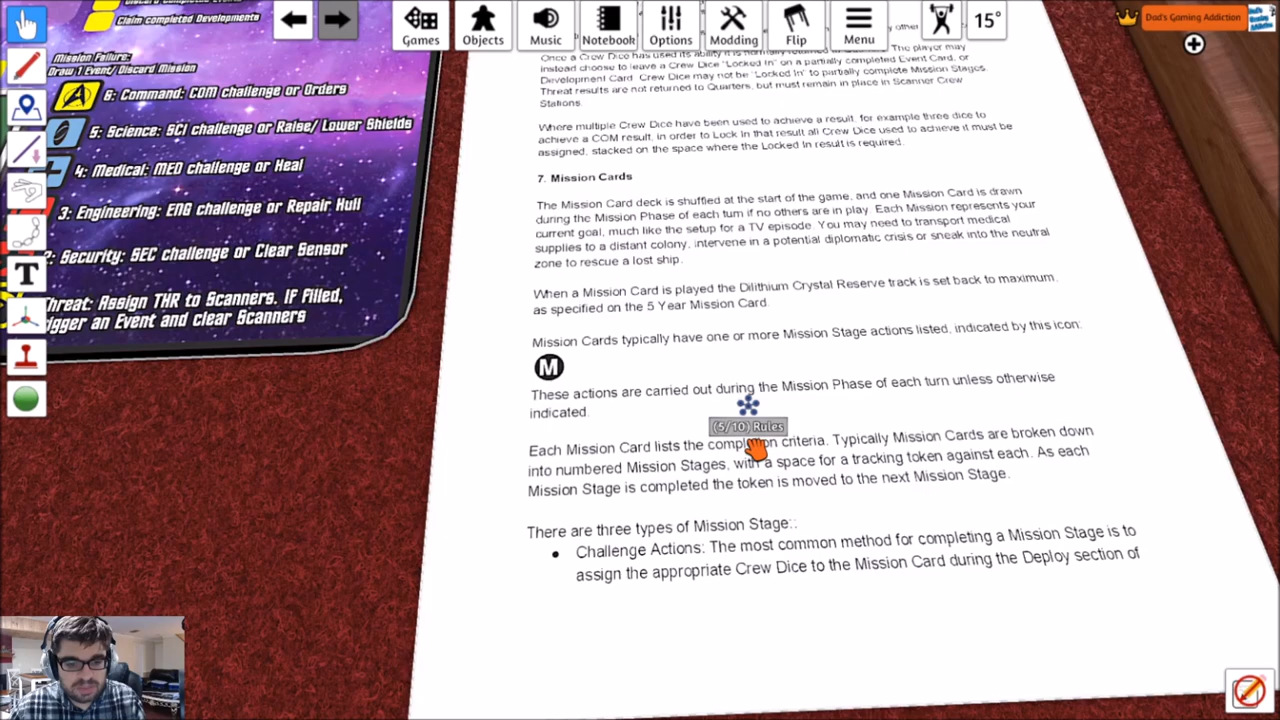 Discard completed Events
Claim completed Developments
Mission Failure:
Draw 1 Event/ Discard Mission
6: Command: COM challenge or Orders
5: Science: SCI challenge or Raise/ Lower Shields
4: Medical: MED challenge or Heal
3: Engineering: ENG challenge or Repair Hull
2: Security: SEC challenge or Clear Sensor
Threat: Assign THR to Scanners. If Filled,
trigger an Event and clear Scanners
Games
Objects
Music
Notebook
Options
Modding
Flip
Menu
15°
Dad's Gaming Addiction
T
other
Once a Crew Dice has used its ability it is normally returned to The player may
instead choose to leave a Crew Dice "Locked In" on a partially completed Event Card, or
Development Card. Crew Dice may not be "Locked In" to partially complete Mission Stages.
Threat results are not returned to Quarters, but must remain in place in Scanner Crew
Stations.
Where multiple Crew Dice have been used to achieve a result, for example three dice to
achieve a COM result, in order to Lock In that result all Crew Dice used to achieve it must be
assigned, stacked on the space where the Locked In result is required.
7. Mission Cards
The Mission Card deck is shuffled at the start of the game, and one Mission Card is drawn
during the Mission Phase of each turn if no others are in play. Each Mission represents your
current goal, much like the setup for a TV episode. You may need to transport medical
supplies to a distant colony, intervene in a potential diplomatic crisis or sneak into the neutral
zone to rescue a lost ship.
When a Mission Card is played the Dilithium Crystal Reserve track is set back to maximum,
as specified on the 5 Year Mission Card.
Mission Cards typically have one or more Mission Stage actions listed, indicated by this icon:
M
These actions are carried out during the Mission Phase of each turn unless otherwise
indicated.
(5/10) Rules
Each Mission Card lists the completion criteria. Typically Mission Cards are broken down
into numbered Mission Stages, with a space for a tracking token against each. As each
Mission Stage is completed the token is moved to the next Mission Stage.
There are three types of Mission Stage::
• Challenge Actions: The most common method for completing a Mission Stage is to
assign the appropriate Crew Dice to the Mission Card during the Deploy section of